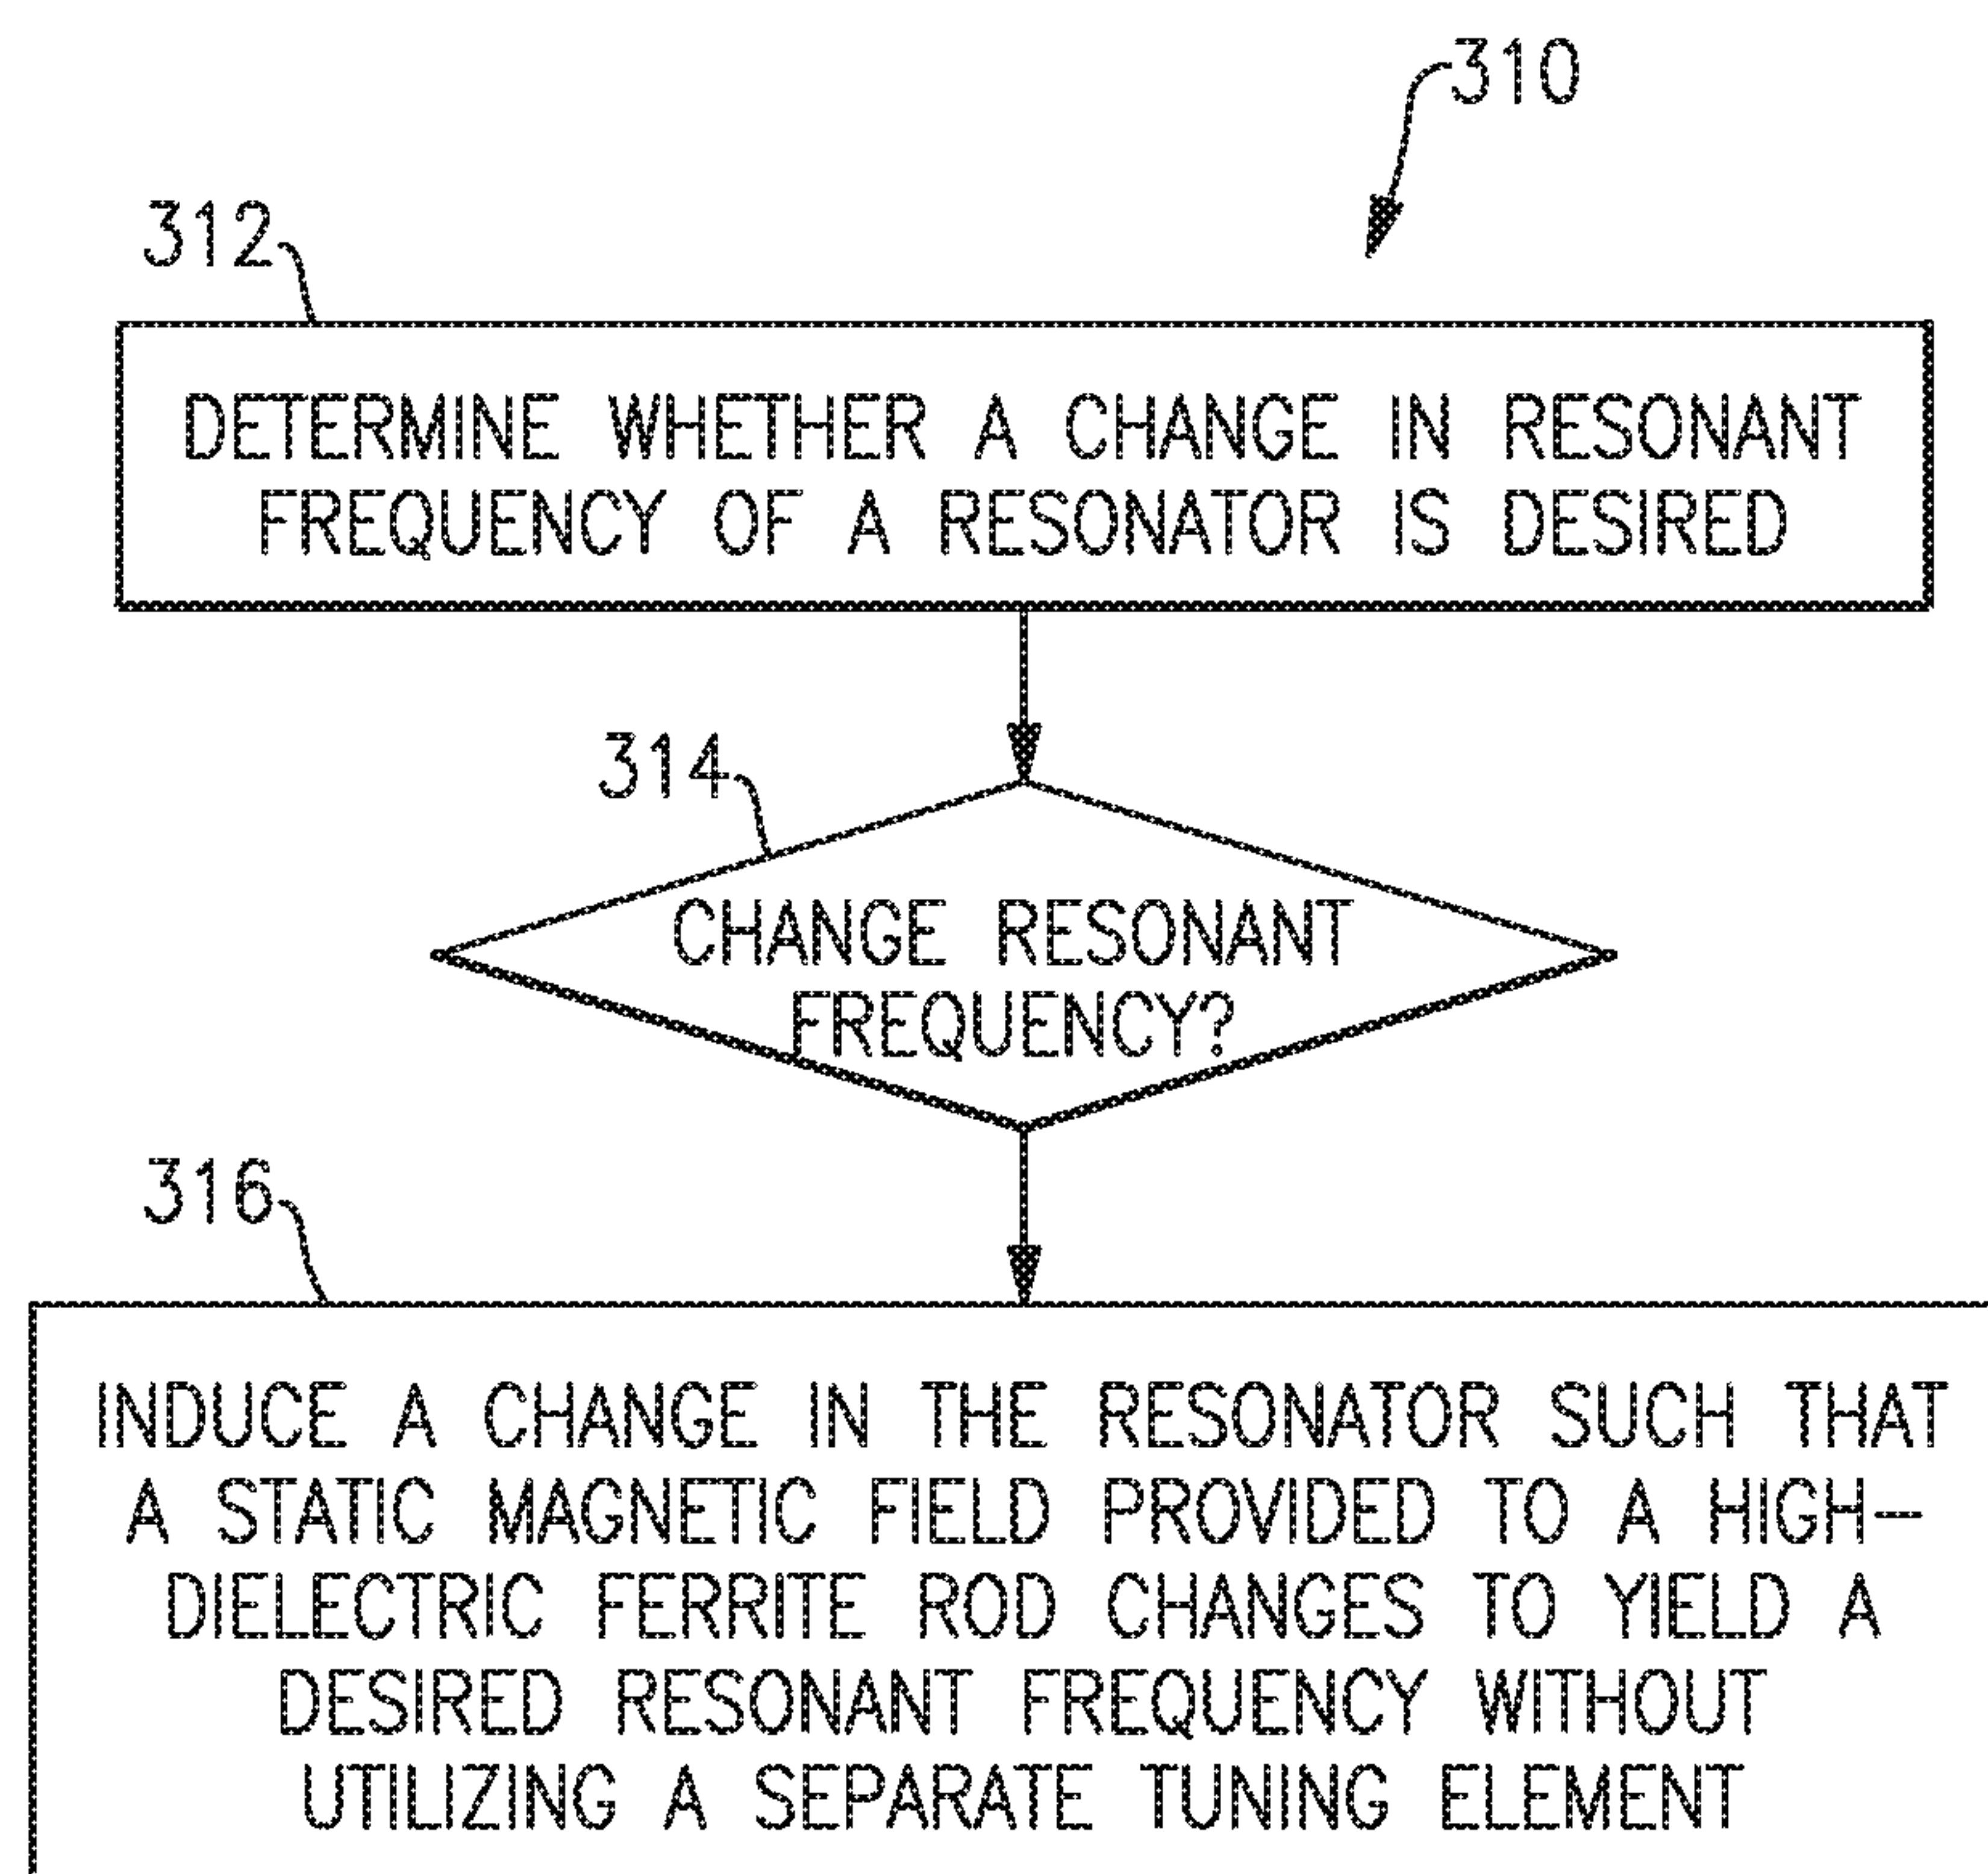 310
312
DETERMINE WHETHER A CHANGE IN RESONANT
FREQUENCY OF A RESONATOR IS DESIRED
314
CHANGE RESONANT
FREQUENCY?
316
INDUCE A CHANGE IN THE RESONATOR SUCH THAT
A STATIC MAGNETIC FIELD PROVIDED TO A HIGH-
DIELECTRIC FERRITE ROD CHANGES TO YIELD A
DESIRED RESONANT FREQUENCY WITHOUT
UTILIZING A SEPARATE TUNING ELEMENT